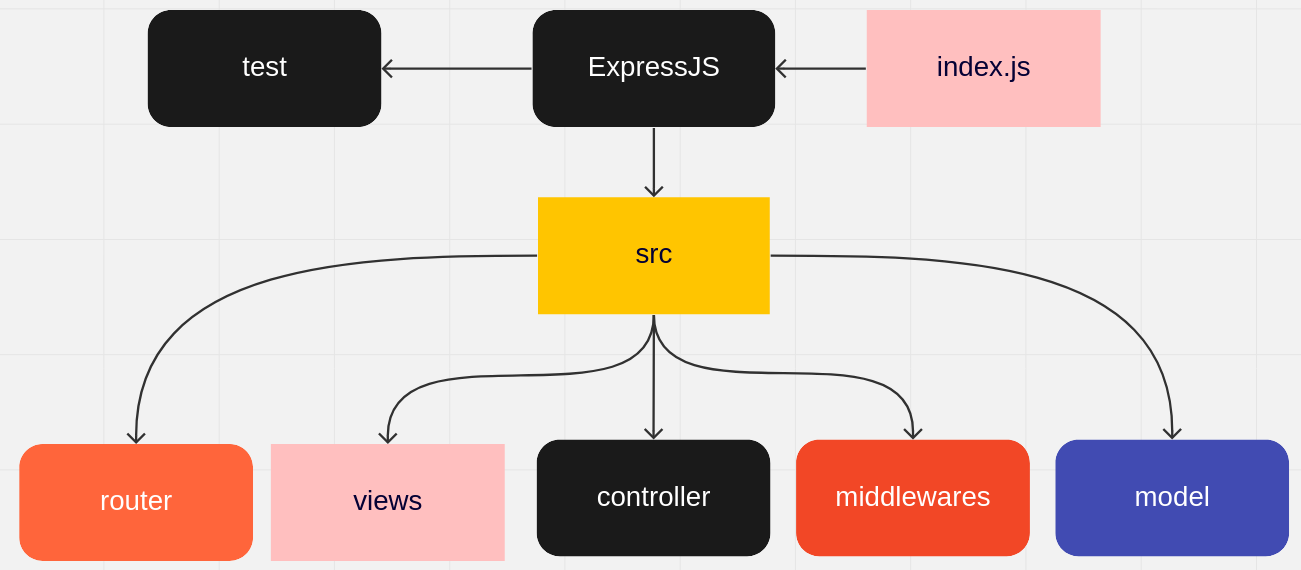 test
ExpressJS
index.js
src
router
views
controller
middlewares
model